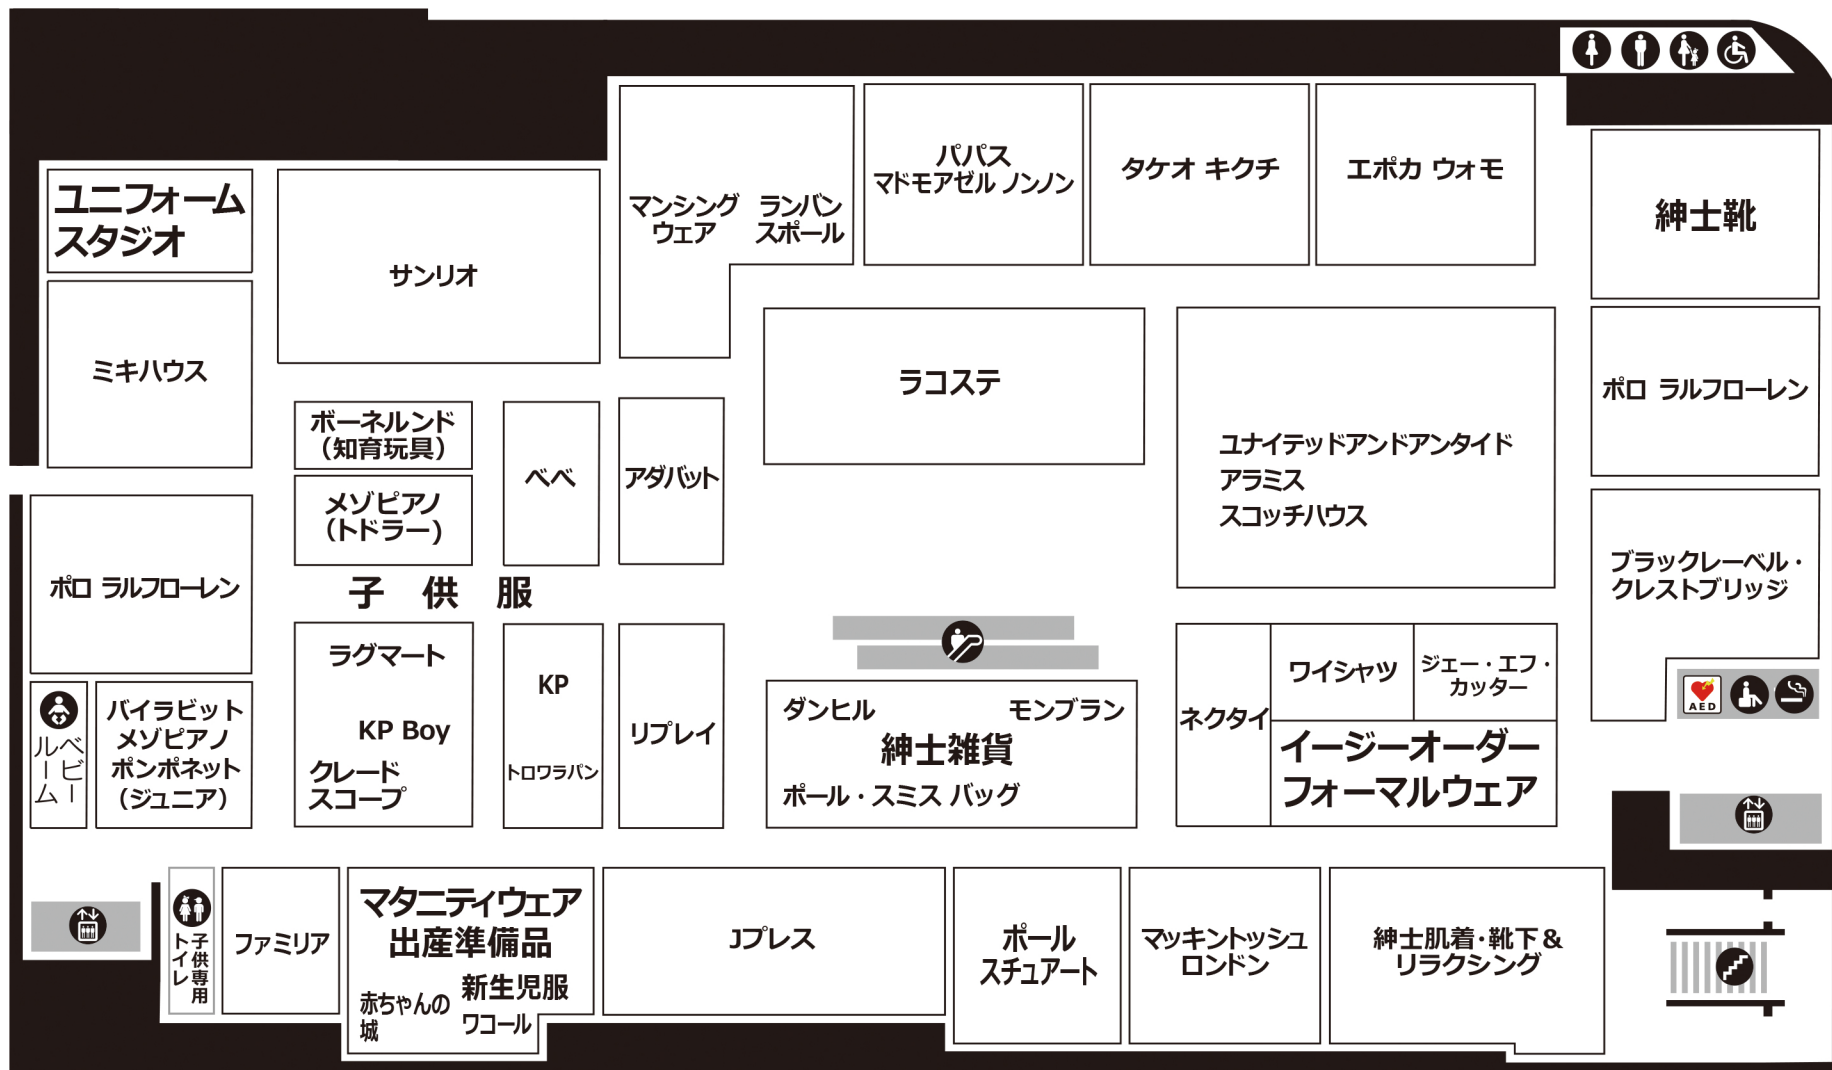 ユニフォーム
スタジオ
サンリオ
マンシング
ウェア
ランバン
スポール
パパス
マドモアゼル ノンノン
タケオ キクチ
エポカ ウォモ
紳士靴
ミキハウス
ラコステ
ポロ ラルフローレン
ボーネルンド
（知育玩具）
べべ
アダバット
ユナイテッドアンドアンタイド
アラミス
スコッチハウス
メゾピアノ
（トドラー）
ポロ ラルフローレン
子 供 服
ブラックレーベル・
クレストブリッジ
ラグマート
KP Boy
クレード
スコープ
KP
トロワラパン
リプレイ
ダンヒル
モンブラン
紳士雑貨
ポール・スミス バッグ
ネクタイ
ワイシャツ
ジェー・エフ・
カッター
イージーオーダー
フォーマルウェア
AED
ベビー
ルーム
バイラビット
メゾピアノ
ポンポネット
（ジュニア）
子供専用
トイレ
ファミリア
マタニティウェア
出産準備品
新生児服
赤ちゃんの
城
ワコール
Jプレス
ポール
スチュアート
マッキントッシュ
ロンドン
紳士肌着・靴下＆
リラクシング